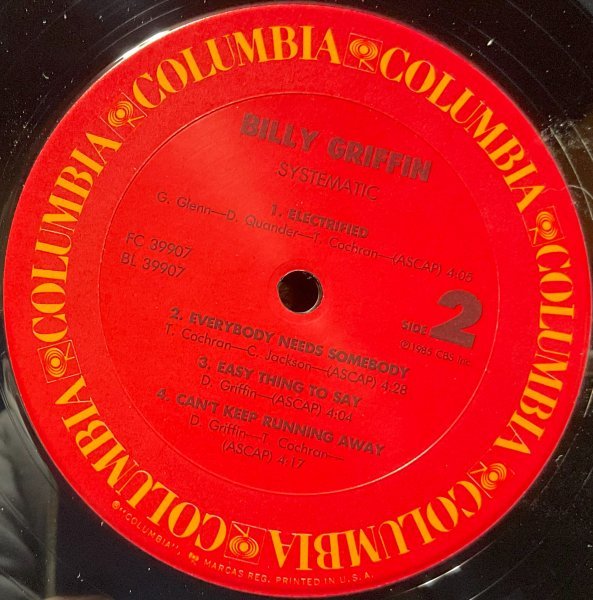 COLUMBIA COLUMBIA COLUMBIA COLUMBIA COLUMBIA COLUMBIA COLUMBIA
BILLY GRIFFIN
SYSTEMATIC
1. ELECTRIFIED
G. Glenn—D. Quander—T. Cochran—(ASCAP) 4:05
FC 39907
BL 39907
SIDE 2
℗1985 CBS Inc.
2. EVERYBODY NEEDS SOMEBODY
T. Cochran—C. Jackson—(ASCAP) 4:28
3. EASY THING TO SAY
D. Griffin—(ASCAP) 4:04
4. CAN'T KEEP RUNNING AWAY
D. Griffin—T. Cochran—
(ASCAP) 4:17
®"COLUMBIA", MARCAS REG. PRINTED IN U.S.A.